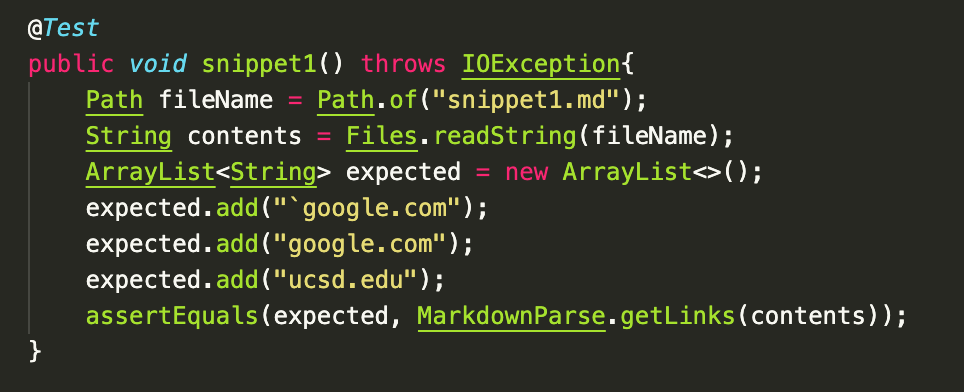 @Test
public void snippet1() throws IOException{
    Path fileName = Path.of("snippet1.md");
    String contents = Files.readString(fileName);
    ArrayList<String> expected = new ArrayList<>();
    expected.add("`google.com");
    expected.add("google.com");
    expected.add("ucsd.edu");
    assertEquals(expected, MarkdownParse.getLinks(contents));
}